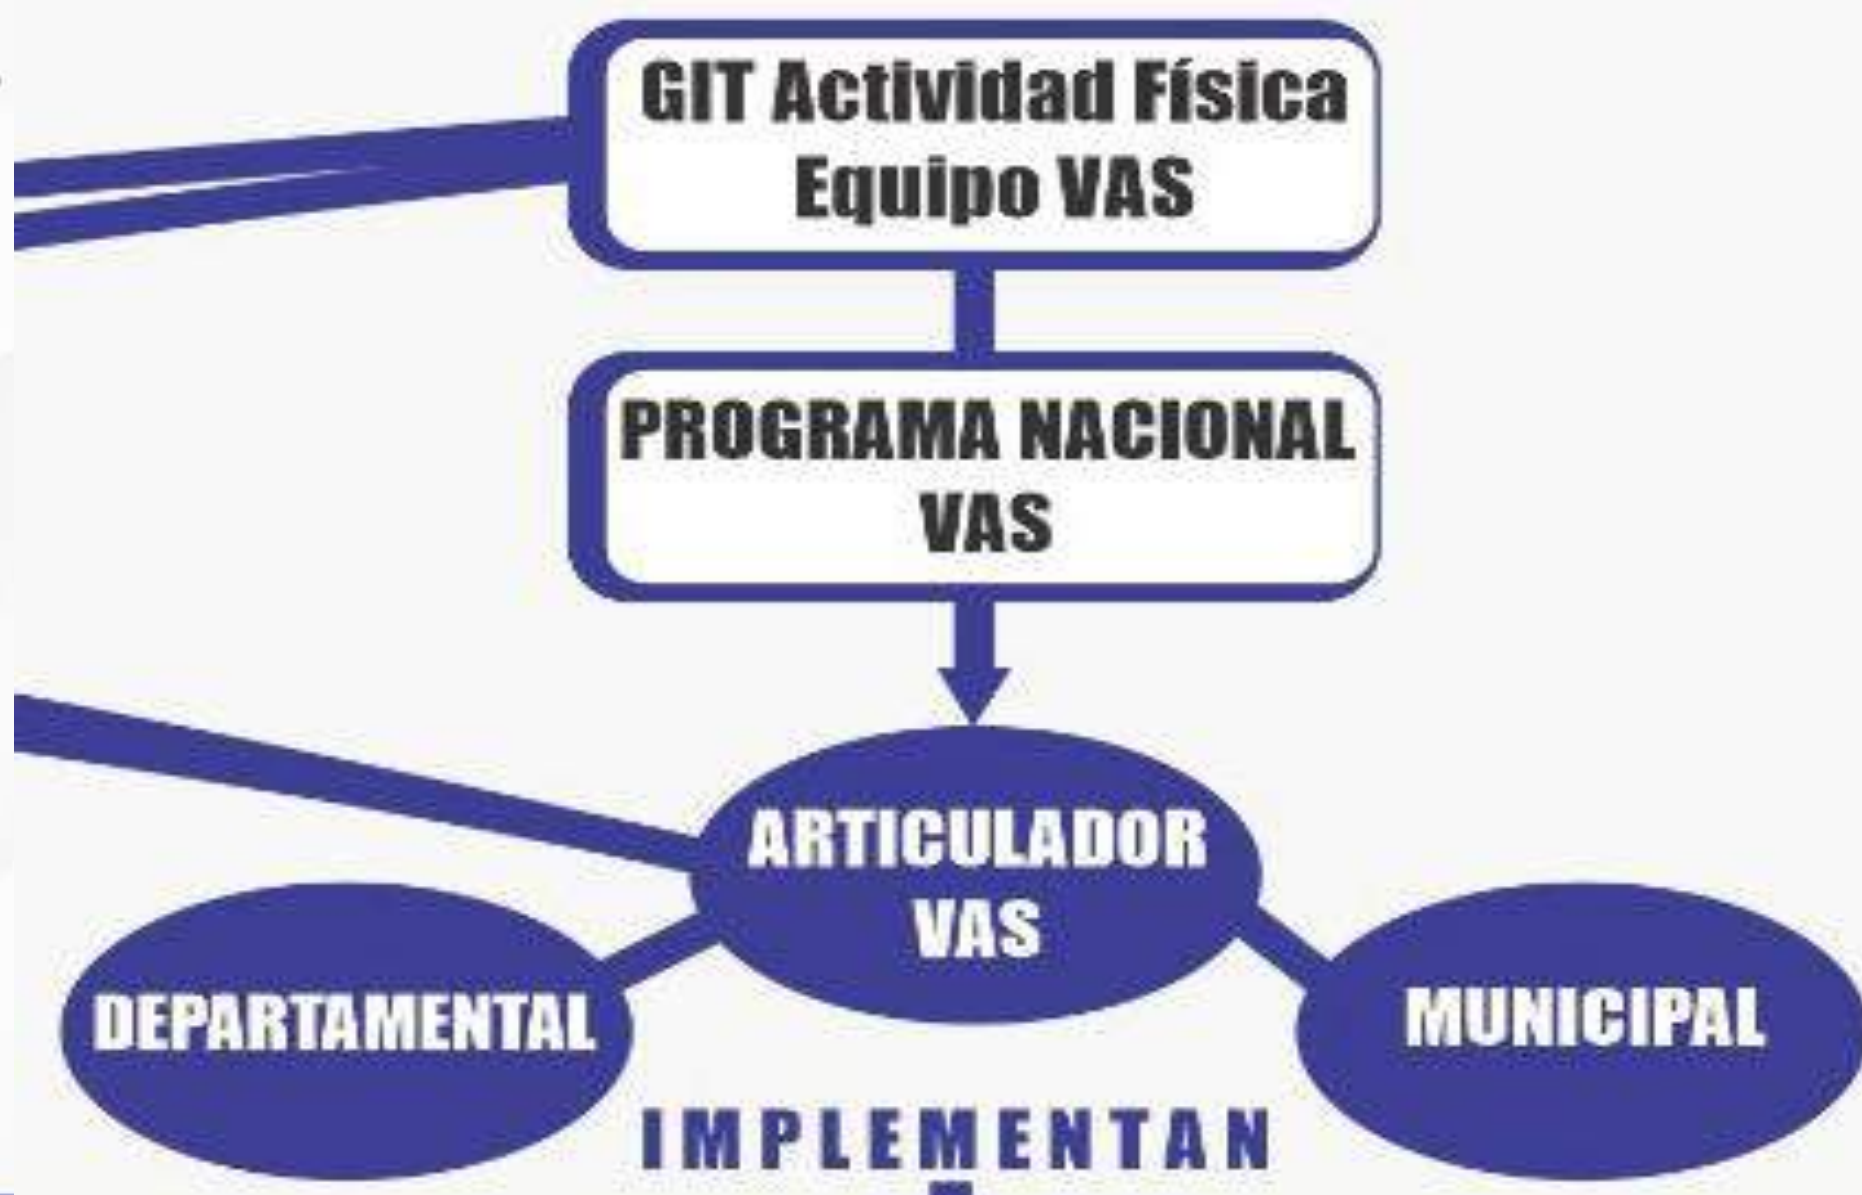 GIT Actividad Física
Equipo VAS
PROGRAMA NACIONAL
VAS
ARTICULADOR
VAS
DEPARTAMENTAL
MUNICIPAL
IMPLEMENTAN